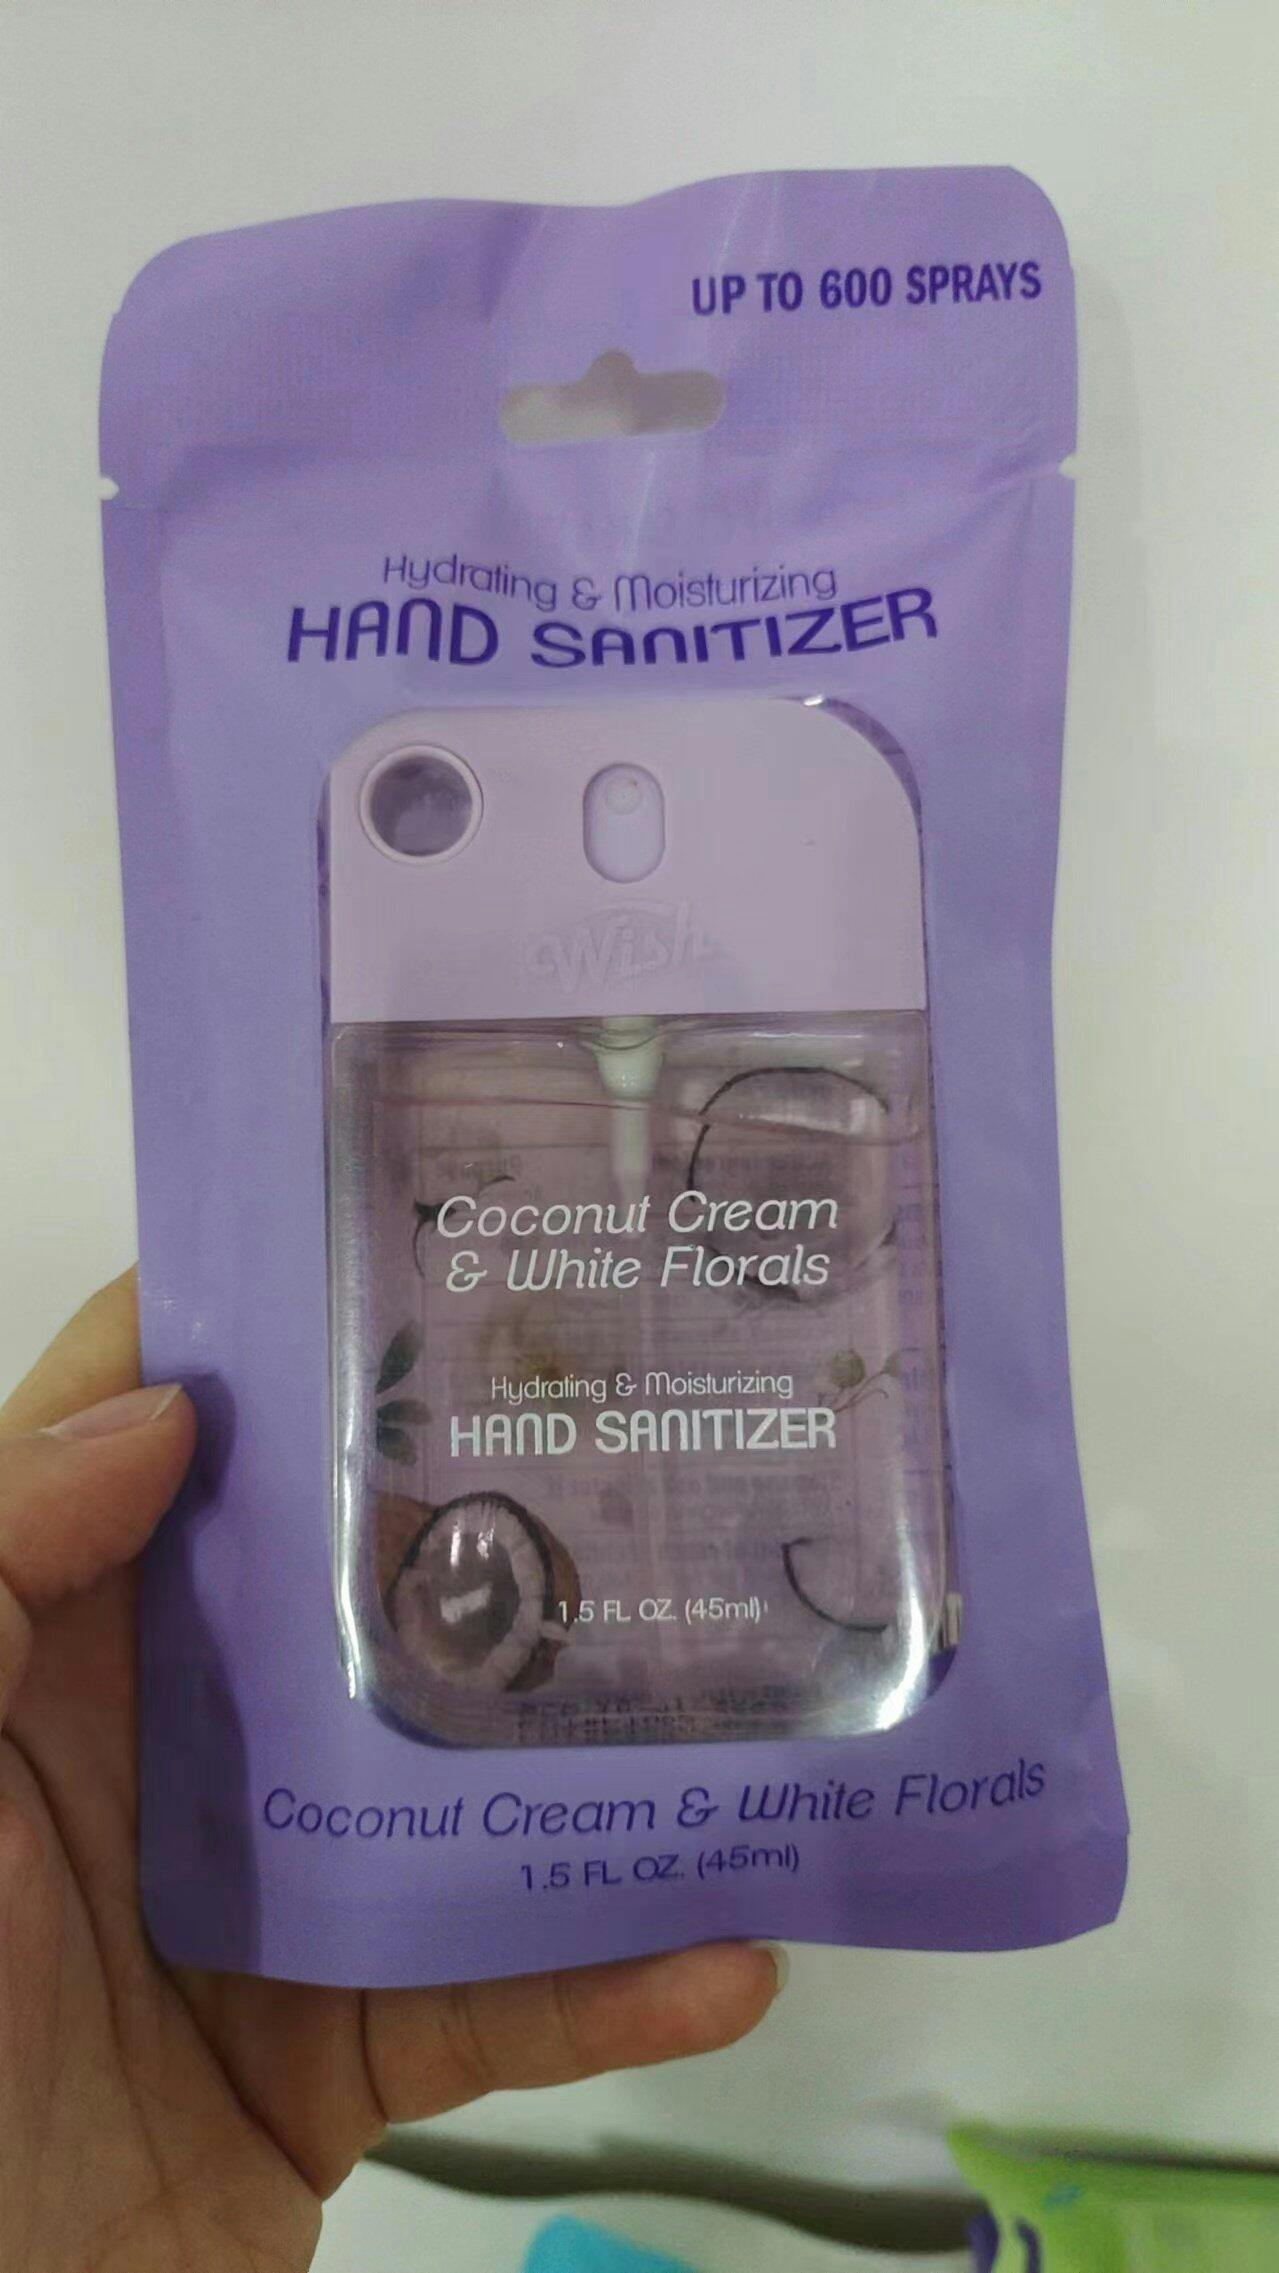 UP TO 600 SPRAYS
Hydrating & Moisturizing
HAND SANITIZER
Wish
Coconut Cream
& White Florals
Hydrating & Moisturizing
HAND SANITIZER
1.5 FL OZ. (45ml)
Coconut Cream & White Florals
1.5 FL OZ. (45ml)